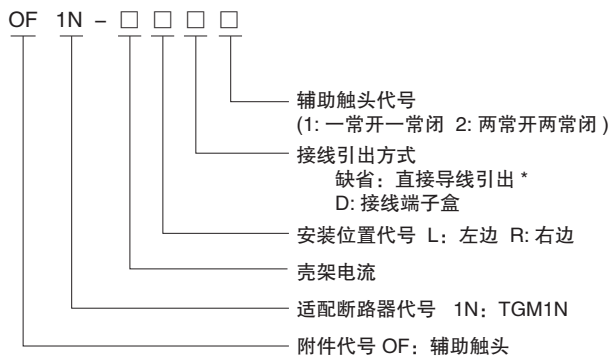 OF 1N – □ □ □ □
辅助触头代号
(1: 一常开一常闭 2: 两常开两常闭 )
接线引出方式
缺省：直接导线引出 *
D: 接线端子盒
安装位置代号 L：左边 R: 右边
壳架电流
适配断路器代号 1N：TGM1N
附件代号 OF：辅助触头